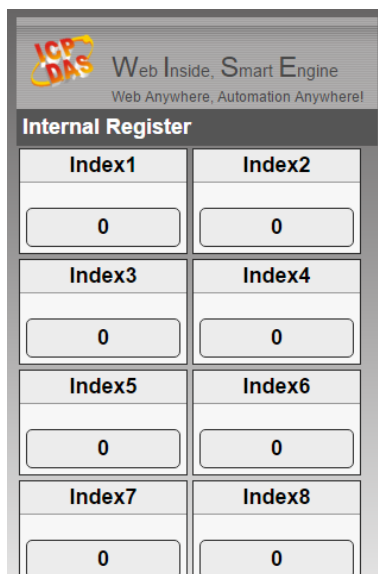 ICP
DAS
Web Inside, Smart Engine
Web Anywhere, Automation Anywhere!
Internal Register
Index1 Index2
0 0
Index3 Index4
0 0
Index5 Index6
0 0
Index7 Index8
0 0